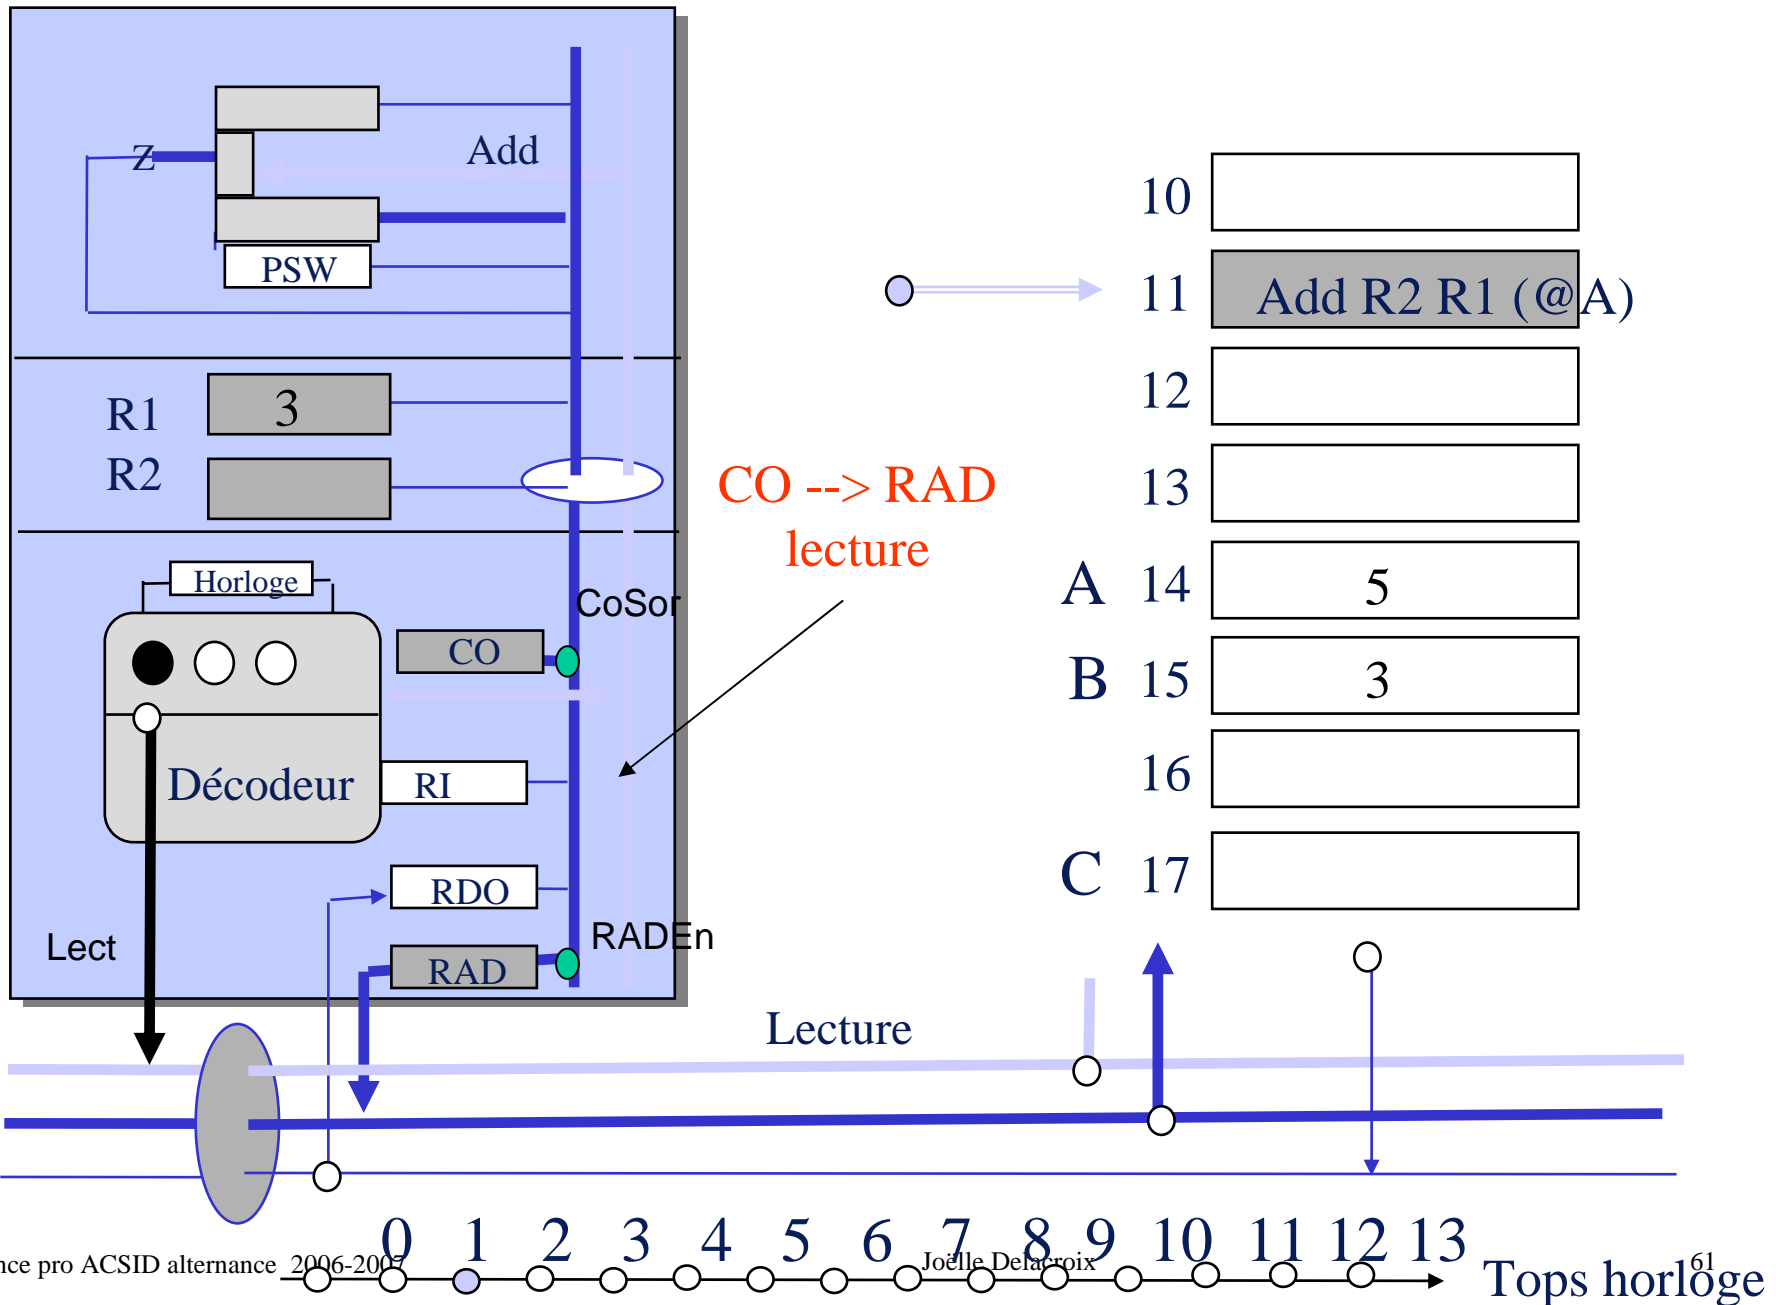 Z
Add
PSW
R1
3
R2
Horloge
CO
CoSor
Décodeur
RI
RDO
RAD
RADEn
Lect
CO --> RAD
lecture
10
11
Add R2 R1 (@A)
12
13
A 14
5
B 15
3
16
C 17
Lecture
0 1 2 3 4 5 6 7 8 9 10 11 12 13
Tops horloge
nce pro ACSID alternance 2006-2007
Joëlle Delacroix
61